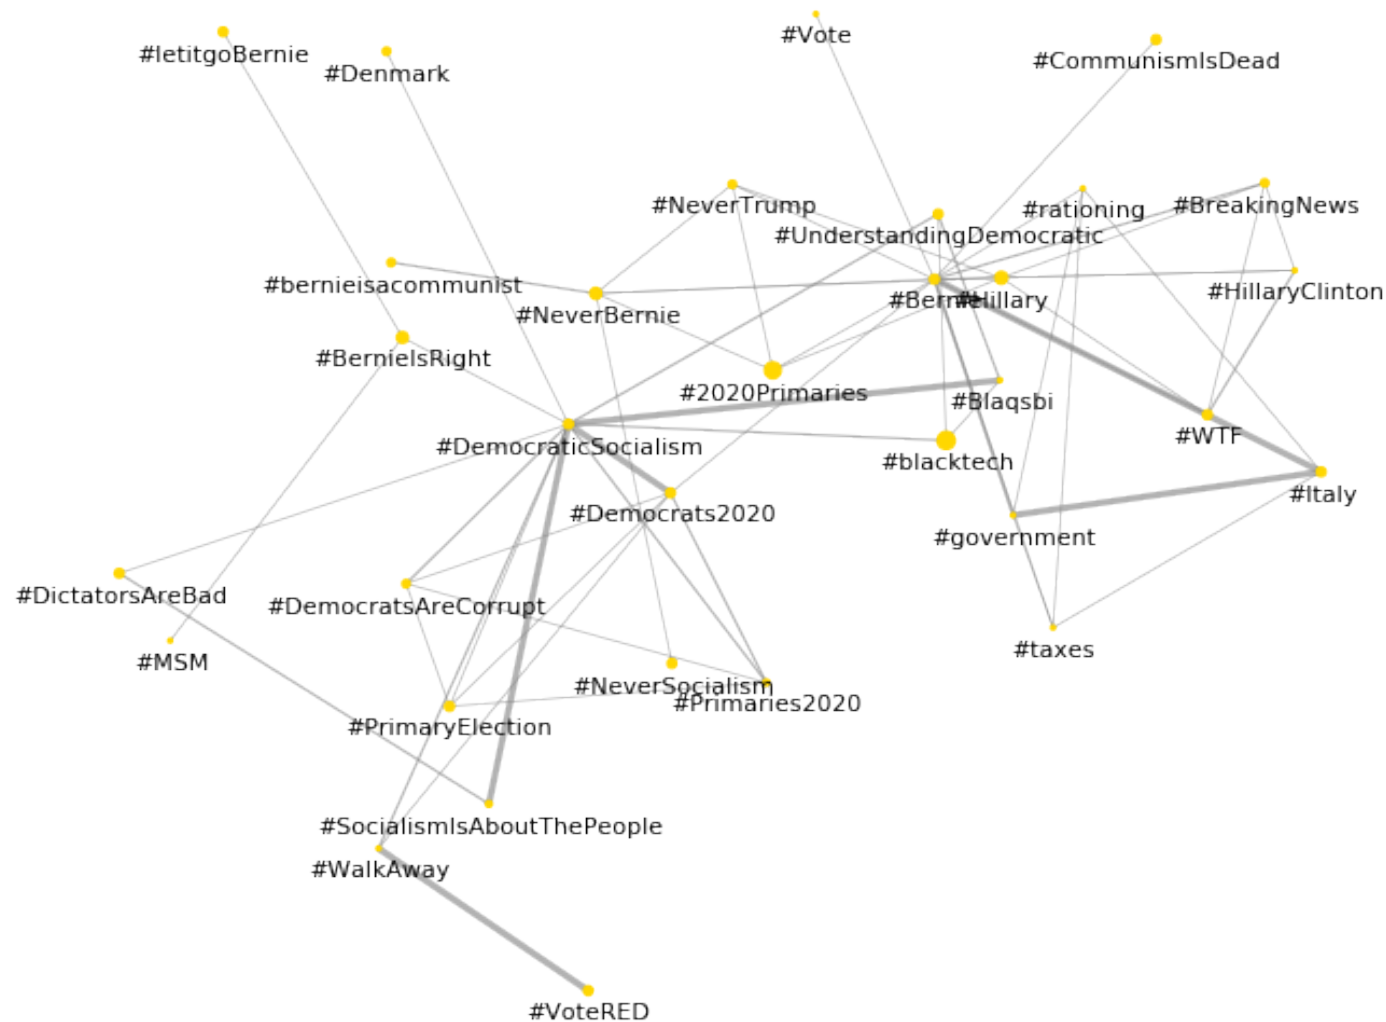 #letitgoBernie
#Denmark
#Vote
#CommunismIsDead
#NeverTrump
#rationing
#BreakingNews
#UnderstandingDemocratic
#bernieisacommunist
#NeverBernie
#Bernie
#Hillary
#HillaryClinton
#BernieIsRight
#2020Primaries
#Blaqsbi
#WTF
#DemocraticSocialism
#blacktech
#Italy
#Democrats2020
#government
#DictatorsAreBad
#DemocratsAreCorrupt
#MSM
#taxes
#NeverSocialism
#Primaries2020
#PrimaryElection
#SocialismIsAboutThePeople
#WalkAway
#VoteRED